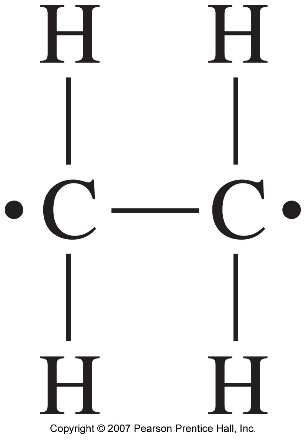 H H
• C — C •
H H
Copyright © 2007 Pearson Prentice Hall, Inc.